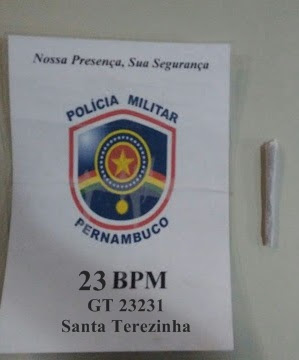 Nossa Presença, Sua Segurança
POLÍCIA MILITAR
PERNAMBUCO
23 BPM
GT 23231
Santa Terezinha